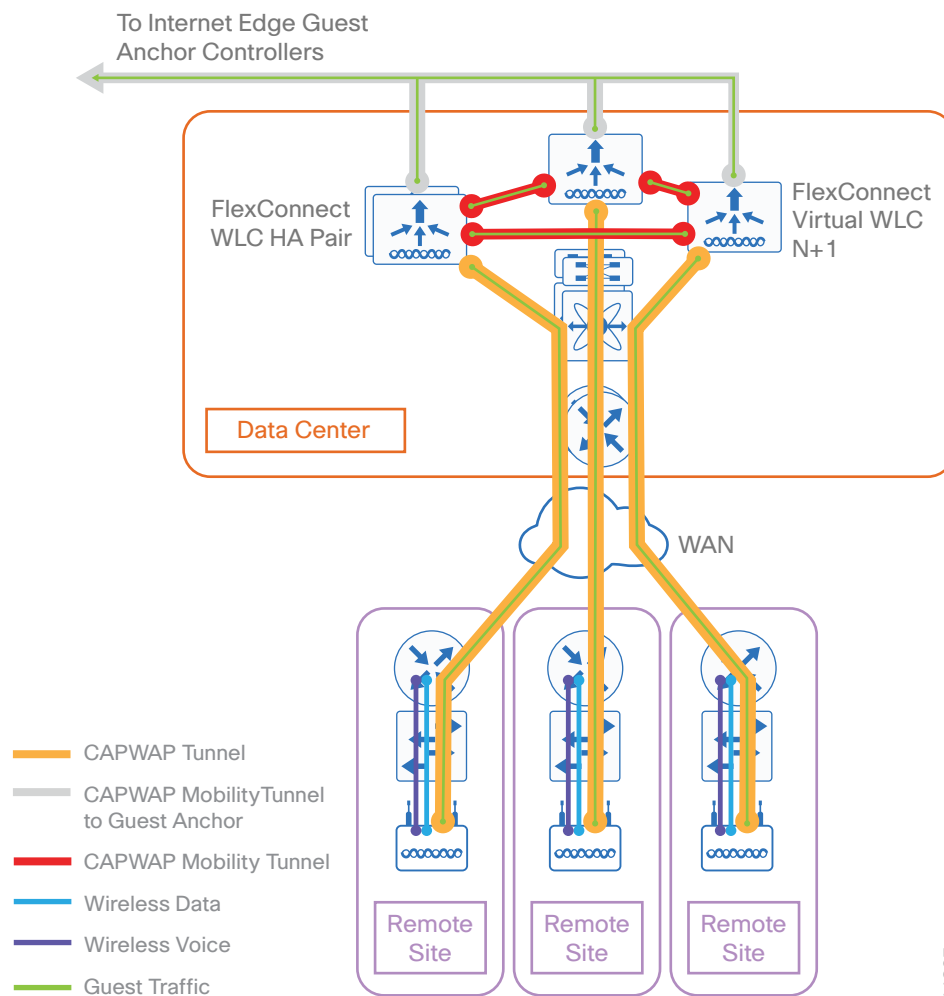 To Internet Edge Guest
Anchor Controllers
FlexConnect
WLC HA Pair
FlexConnect
Virtual WLC
N+1
Data Center
WAN
CAPWAP Tunnel
CAPWAP MobilityTunnel
to Guest Anchor
CAPWAP Mobility Tunnel
Wireless Data
Wireless Voice
Guest Traffic
Remote
Site
Remote
Site
Remote
Site